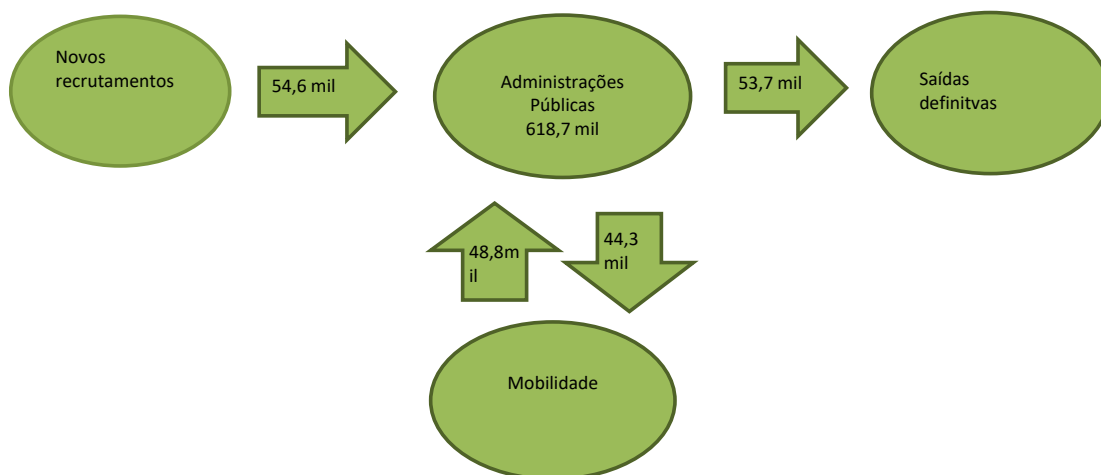 Novos
recrutamentos
54,6 mil
Administrações
Públicas
618,7 mil
53,7 mil
Saídas
definitvas
48,8m
il
44,3
mil
Mobilidade